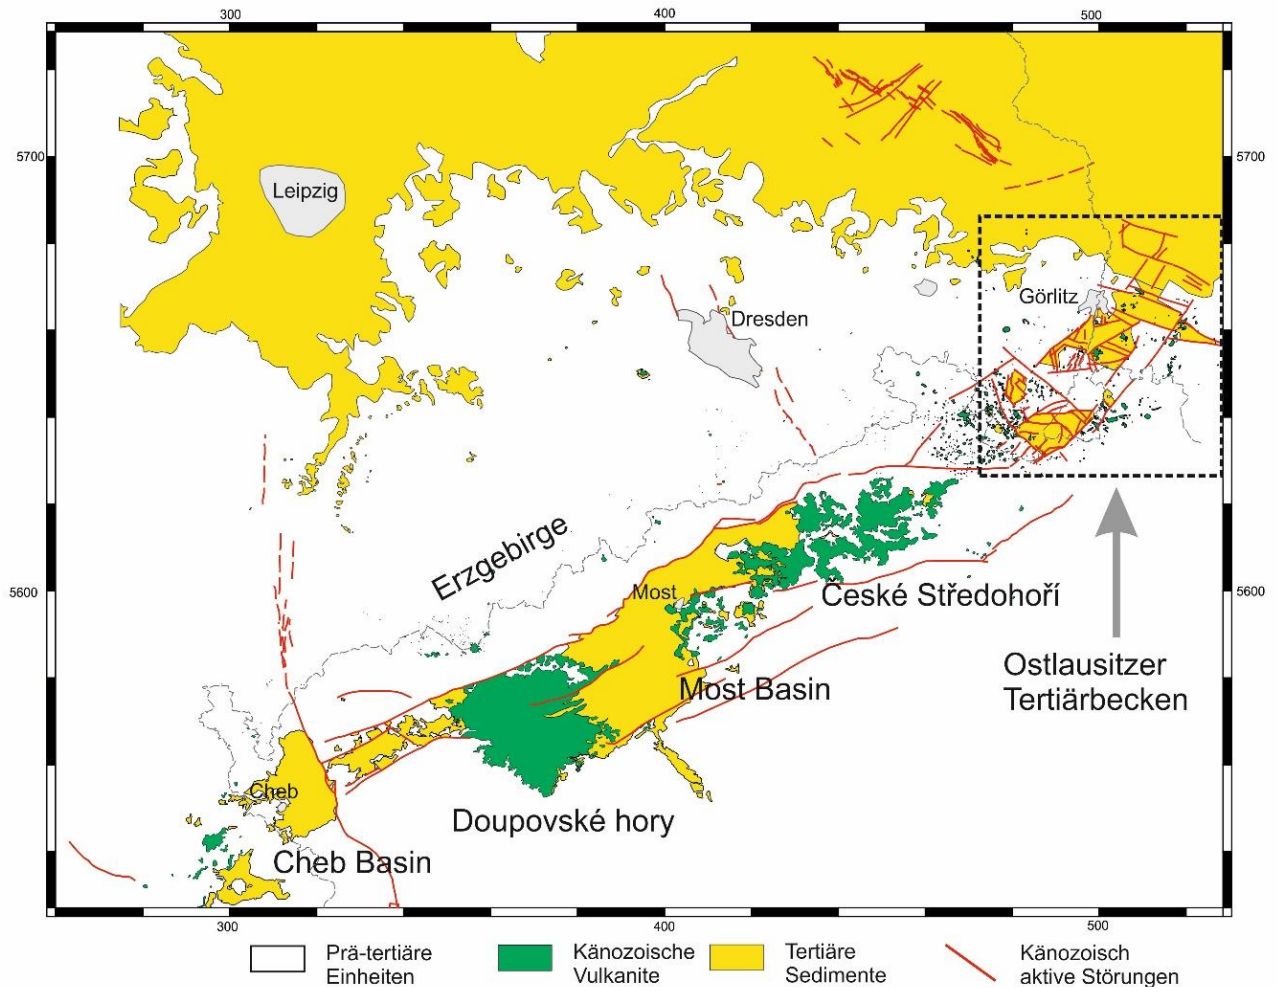 300
400
500
5700
5700
Leipzig
Görlitz
Dresden
Erzgebirge
5600
Most
České Středohoří
5600
Ostlausitzer
Tertiärbecken
Most Basin
Cheb
Doupovské hory
Cheb Basin
300
400
500
Prä-tertiäre
Einheiten
Känozoische
Vulkanite
Tertiäre
Sedimente
Känozoisch
aktive Störungen